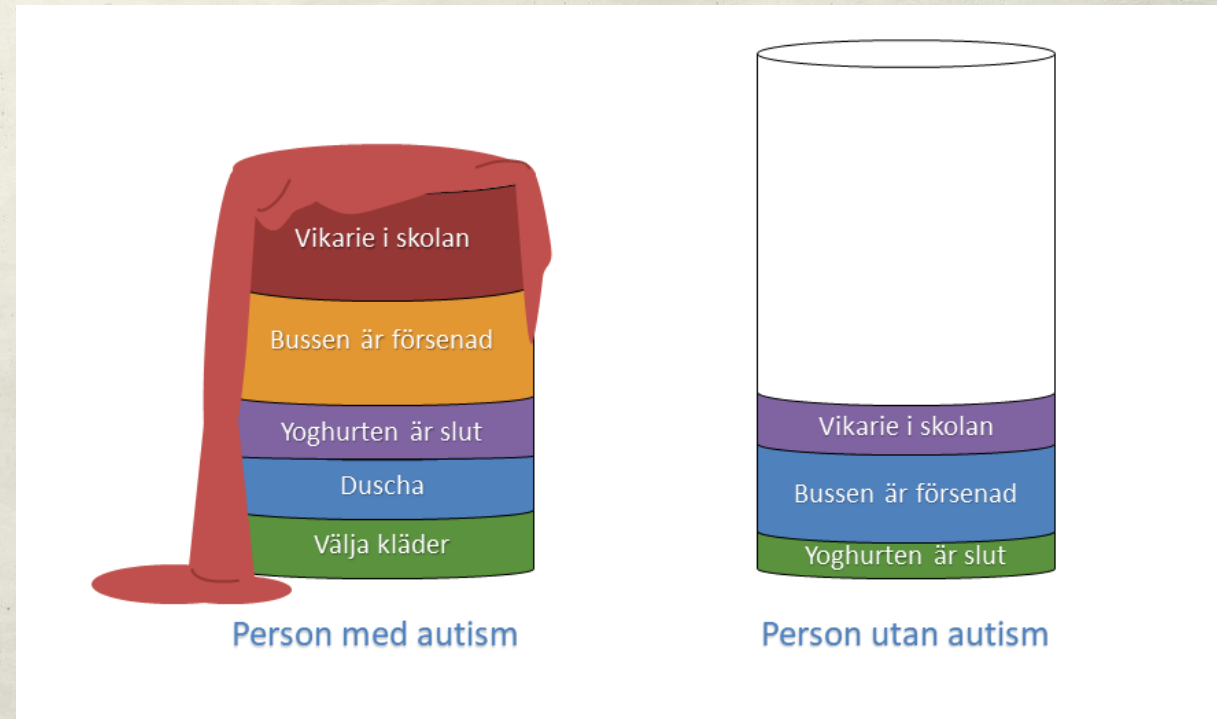 Vikarie i skolan
Bussen är försenad
Yoghurten är slut
Duscha
Välja kläder
Person med autism
Vikarie i skolan
Bussen är försenad
Yoghurten är slut
Person utan autism